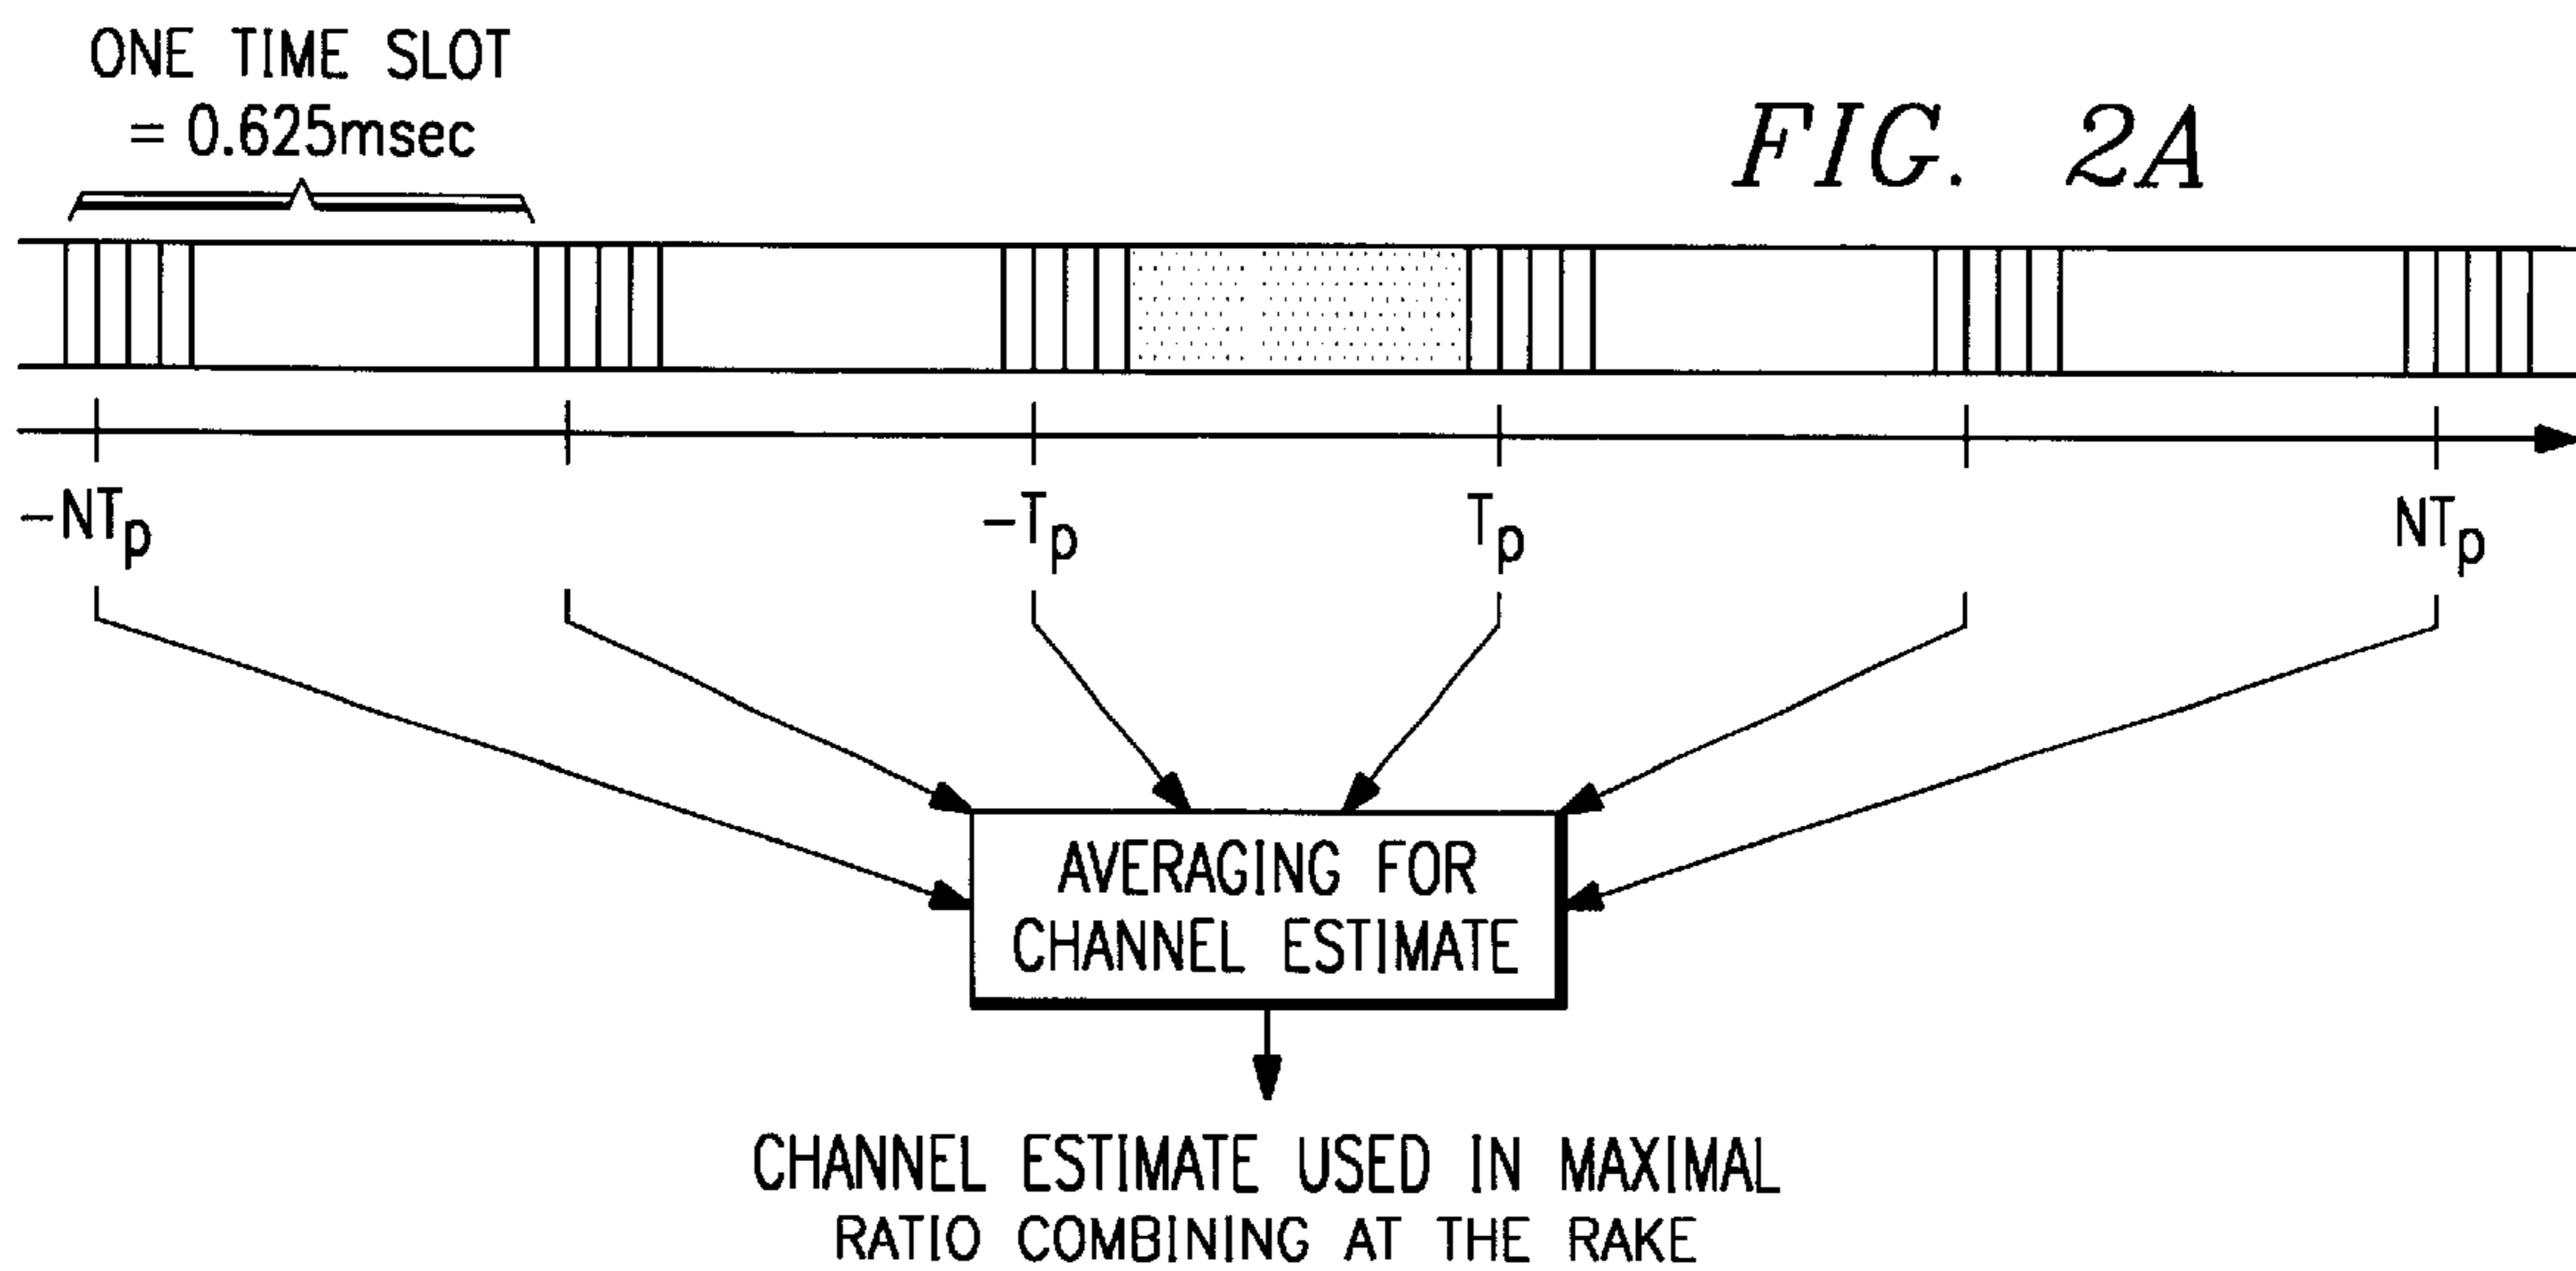 ONE TIME SLOT
= 0.625msec
FIG. 2A
-NTp
-Tp
Tp
NTp
AVERAGING FOR
CHANNEL ESTIMATE
CHANNEL ESTIMATE USED IN MAXIMAL
RATIO COMBINING AT THE RAKE